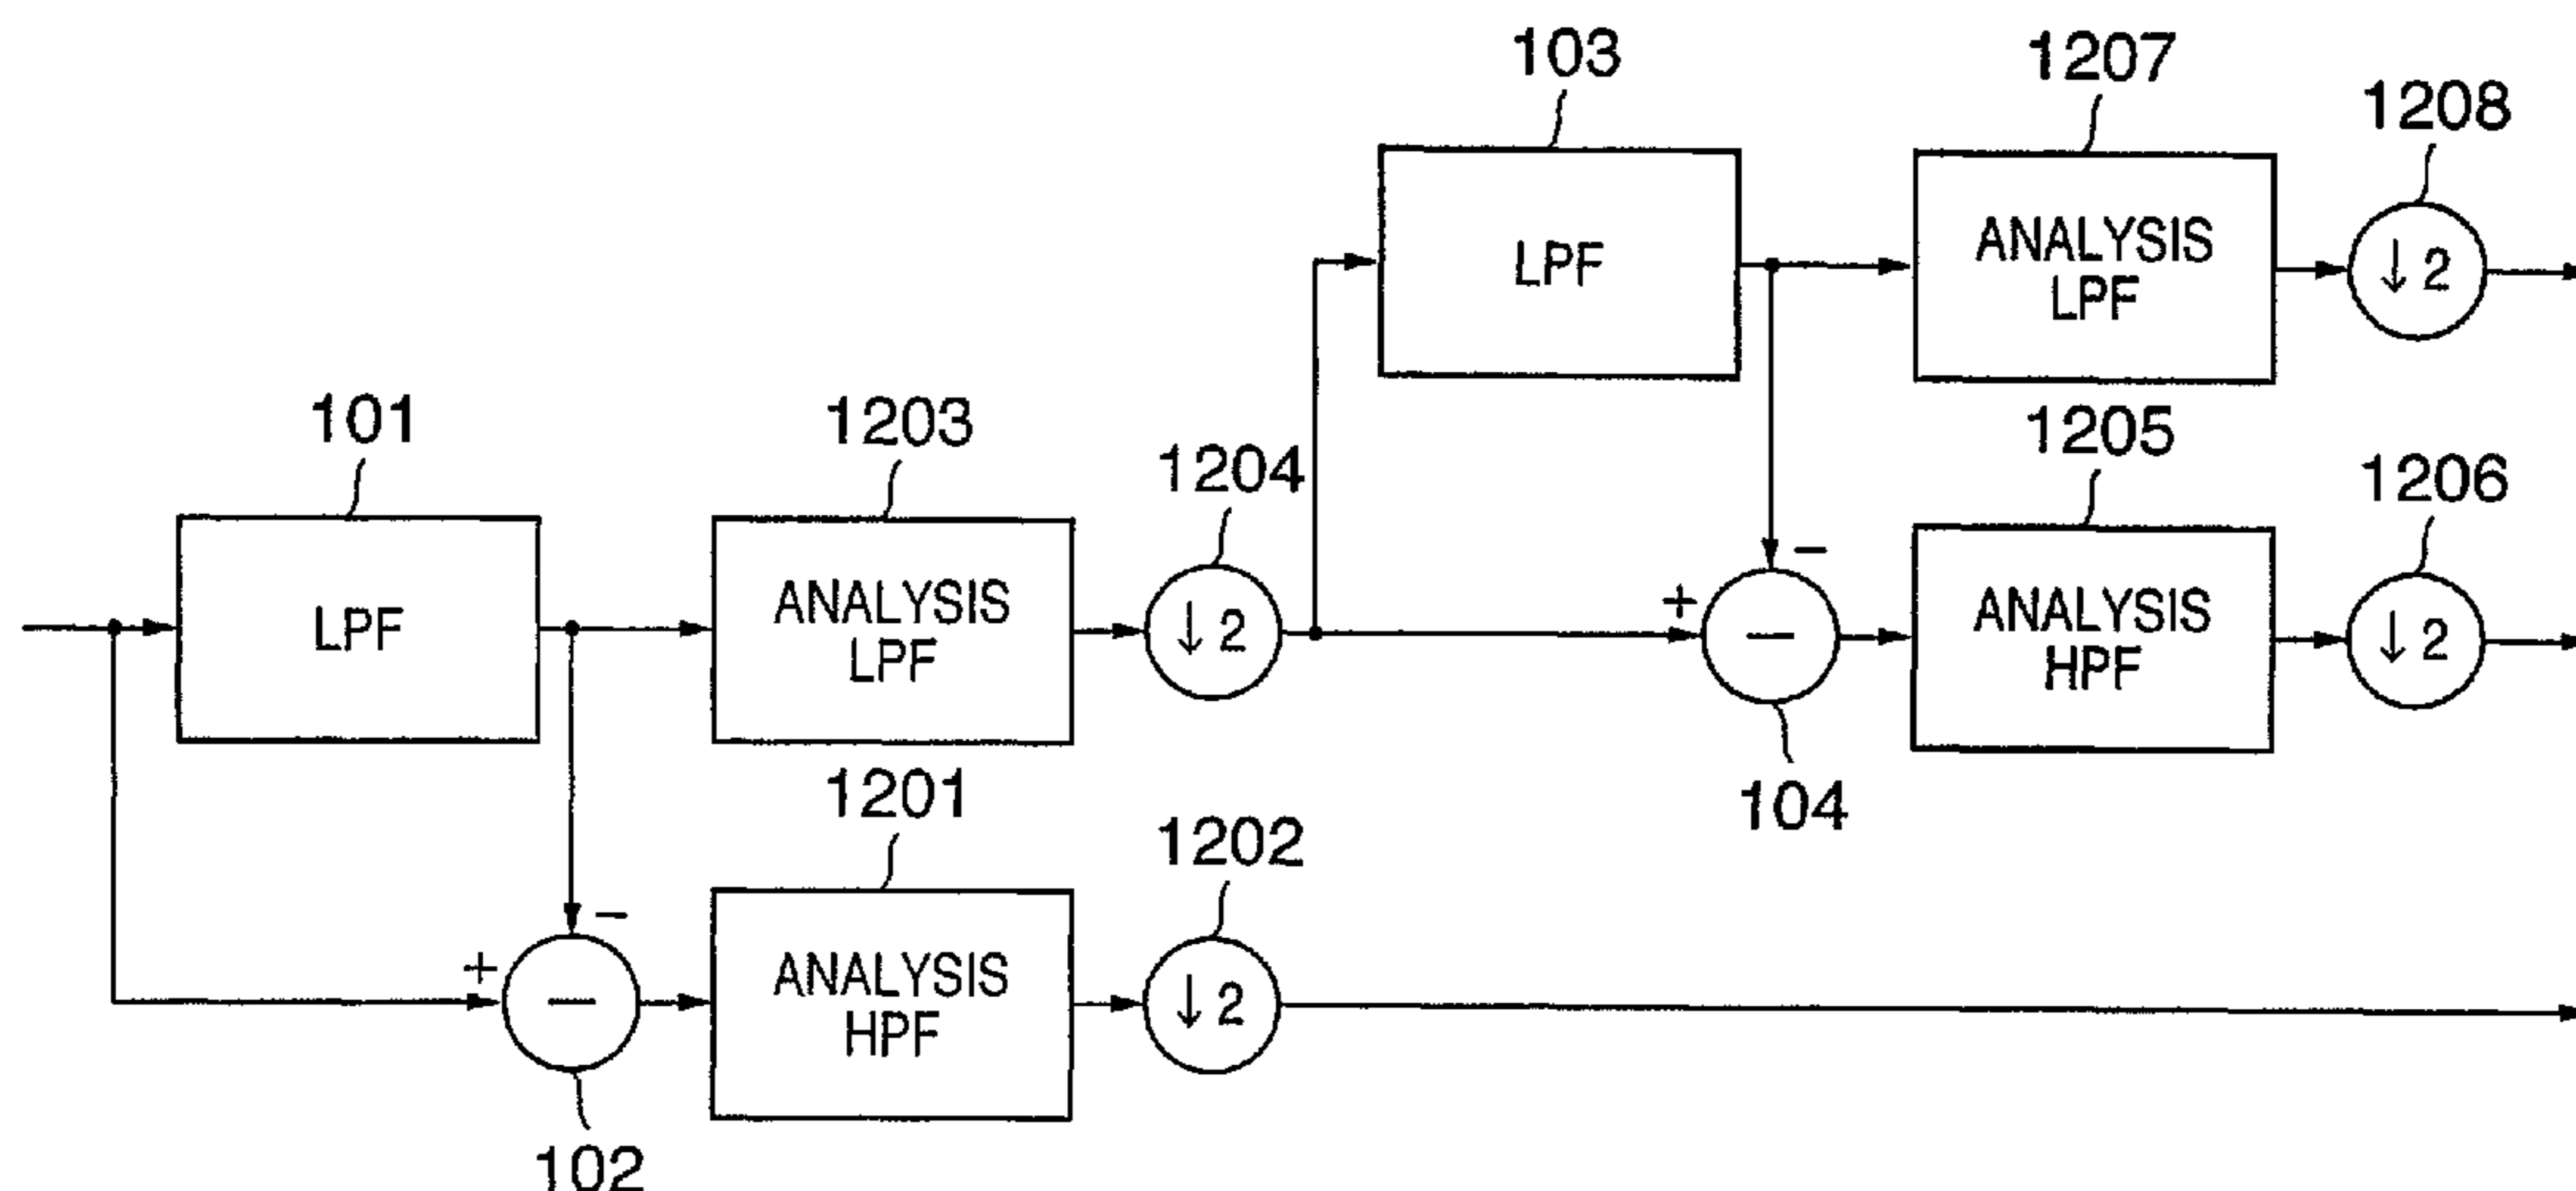 103
1207
1208
LPF
ANALYSIS
LPF
↓ 2
101
1203
1204
1205
1206
LPF
ANALYSIS
LPF
↓ 2
+
−
−
ANALYSIS
HPF
↓ 2
104
1201
1202
+
−
−
ANALYSIS
HPF
↓ 2
102